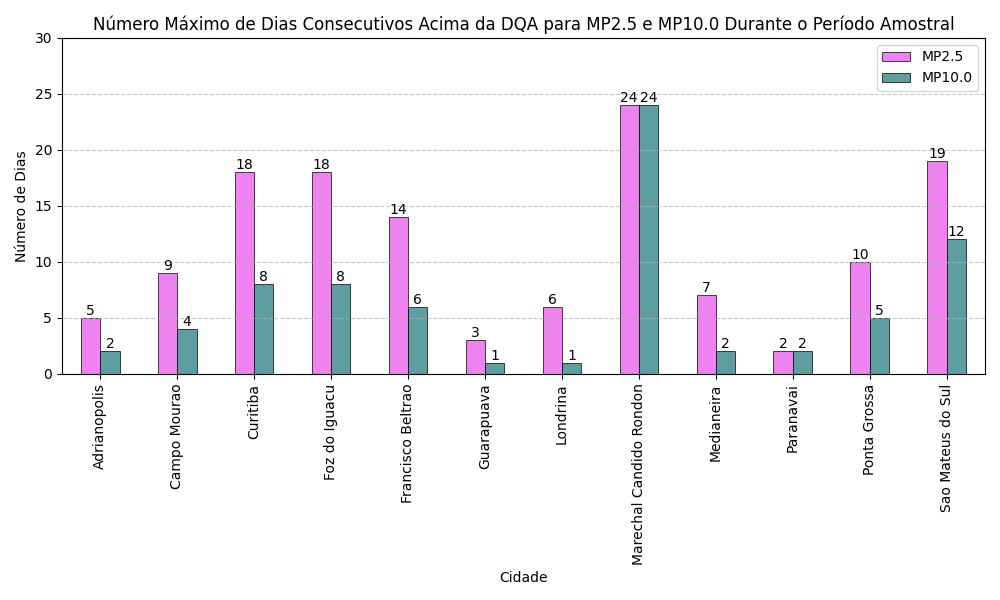 Número Máximo de Dias Consecutivos Acima da DQA para MP2.5 e MP10.0 Durante o Período Amostral
MP2.5
MP10.0
Número de Dias
30
25
20
15
10
5
0
5
2
9
4
18
8
18
8
14
6
3
1
6
1
24
24
7
2
2
2
10
5
19
12
Adrianopolis
Campo Mourao
Curitiba
Foz do Iguacu
Francisco Beltrao
Guarapuava
Londrina
Marechal Candido Rondon
Medianeira
Paranavai
Ponta Grossa
Sao Mateus do Sul
Cidade